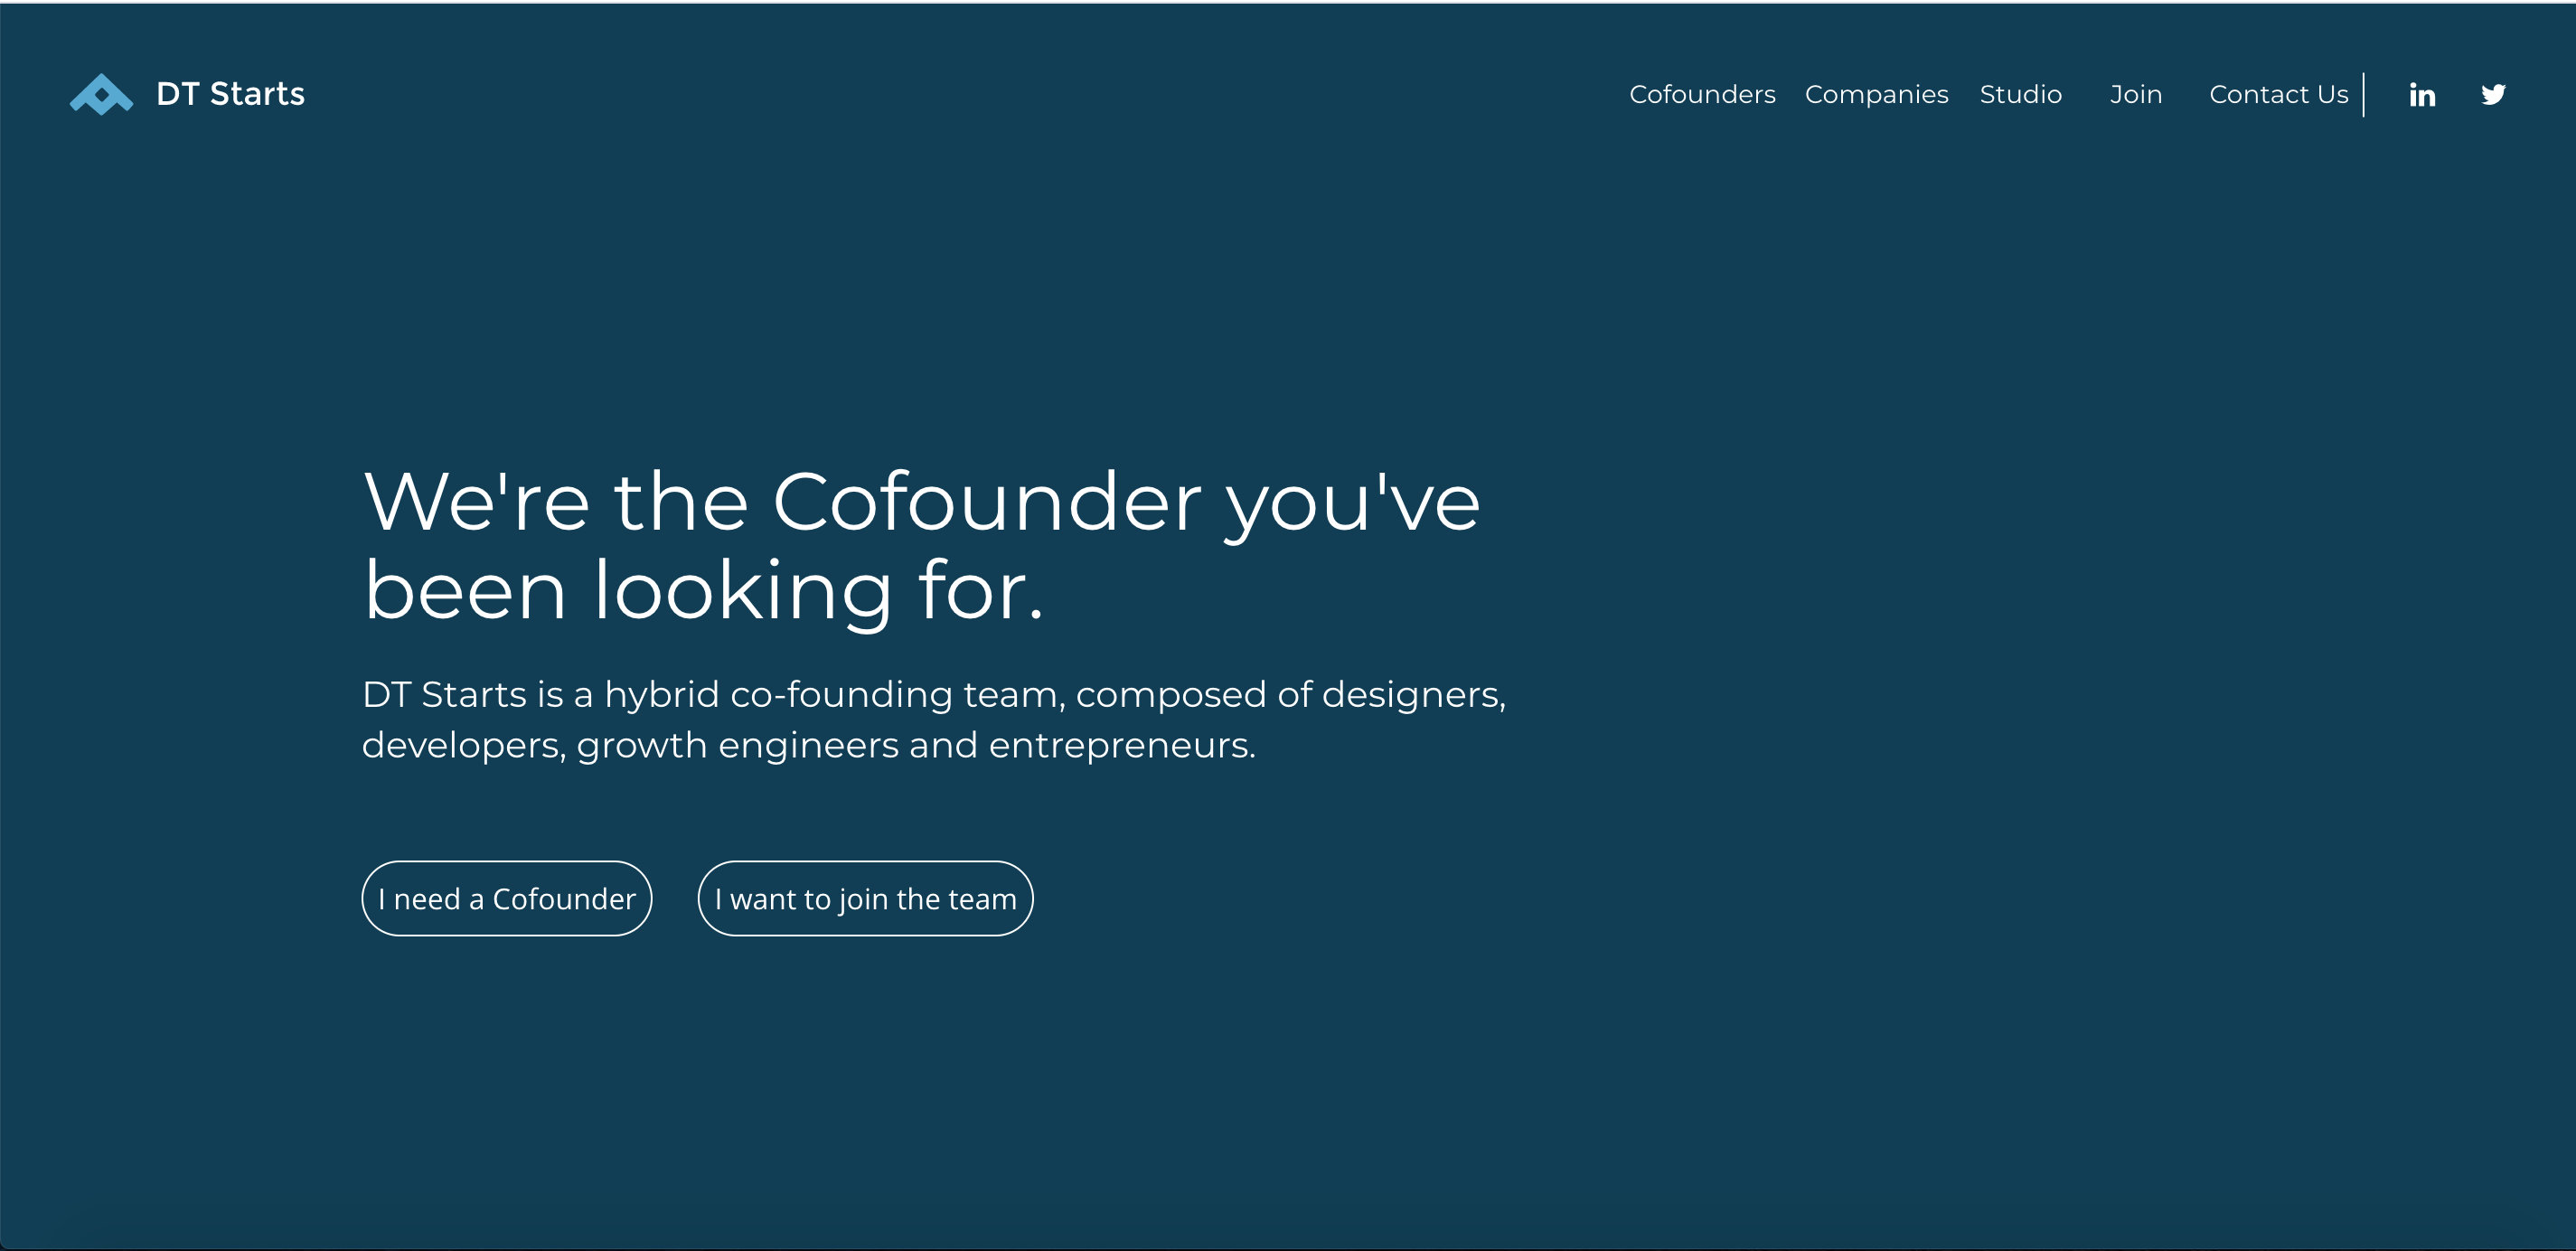 DT Starts
Cofounders Companies Studio Join Contact Us in
We're the Cofounder you've
been looking for.
DT Starts is a hybrid co-founding team, composed of designers,
developers, growth engineers and entrepreneurs.
I need a Cofounder
I want to join the team